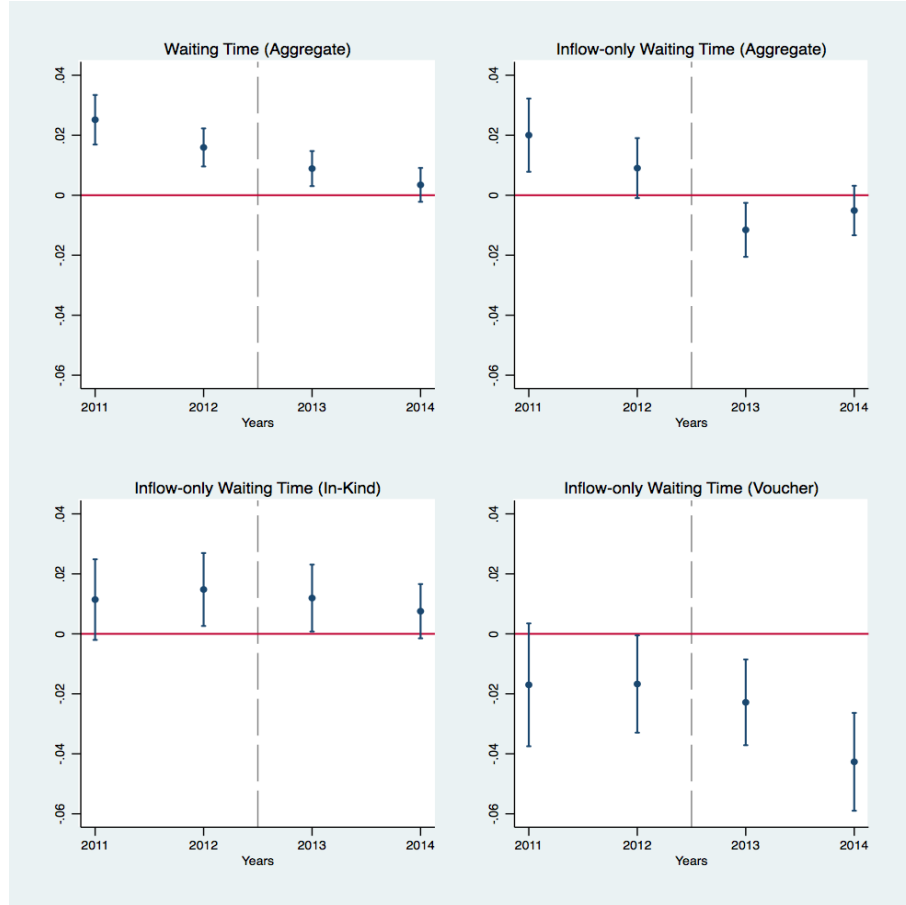 Waiting Time (Aggregate)
.04
.02
0
-.02
-.04
-.06
2011 2012 2013 2014
Years
Inflow-only Waiting Time (Aggregate)
.04
.02
0
-.02
-.04
-.06
2011 2012 2013 2014
Years
Inflow-only Waiting Time (In-Kind)
.04
.02
0
-.02
-.04
-.06
2011 2012 2013 2014
Years
Inflow-only Waiting Time (Voucher)
.04
.02
0
-.02
-.04
-.06
2011 2012 2013 2014
Years